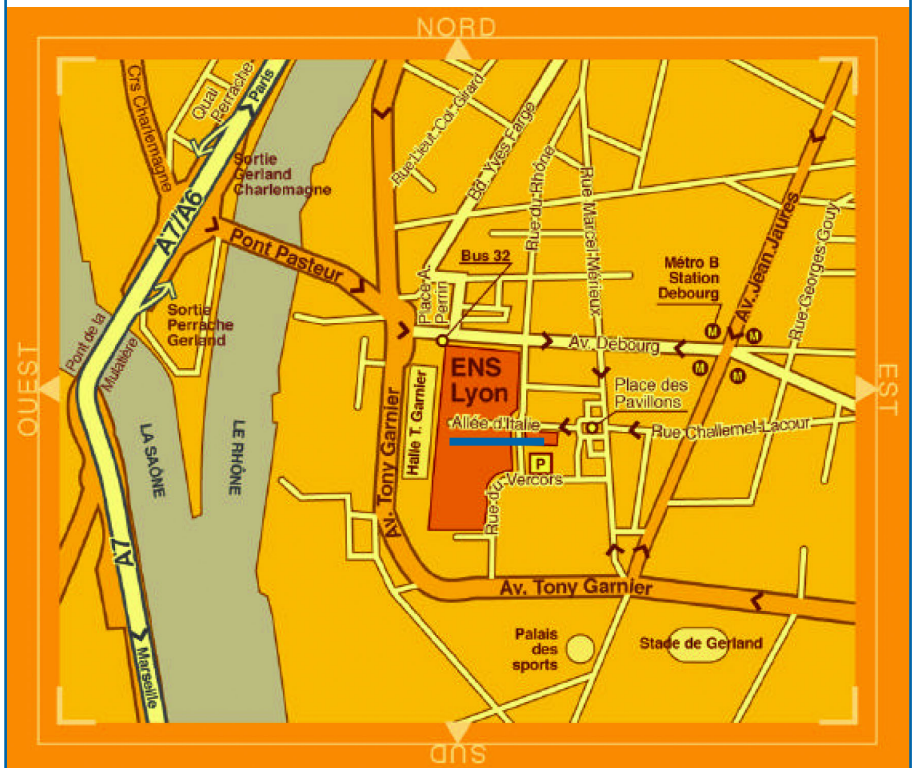 NORD
Crs Charlemagne
Quai
Perrache
Paris
Sortie
Gerland
Charlemagne
A7/A6
Rue Lieut-Col-Girard
Bd. Yves Farge
Rue du Rhône
Rue Marcel Mérieux
Av. Jean Jaures
Rue Georges Gouy
Pont Pasteur
Bus 32
Place A.
Perrin
Métro B
Station
Debourg
M
M
M
M
Sortie
Perrache
Gerland
Pont de la
Mulatière
OUEST
EST
Av. Debourg
ENS
Lyon
Place des
Pavillons
Halle T. Garnier
Allée d'Italie
Rue Challemel-Lacour
LA SAÔNE
LE RHÔNE
Av. Tony Garnier
P
Rue du Vercors
A7
Av. Tony Garnier
Palais
des
sports
Stade de Gerland
Marseille
SUD